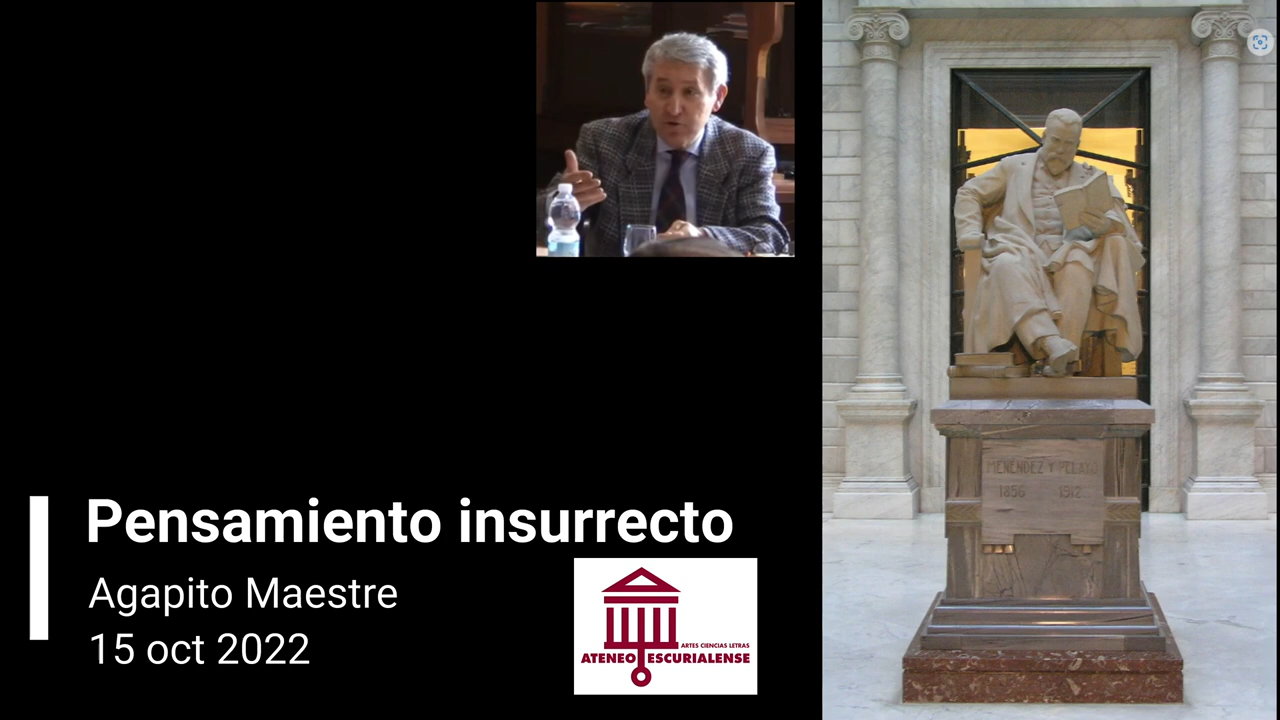 Pensamiento insurrecto
Agapito Maestre
15 oct 2022
ARTES CIENCIAS LETRAS
ATENEO ESCURIALENSE
MENÉNDEZ Y PELAYO
1856 1912